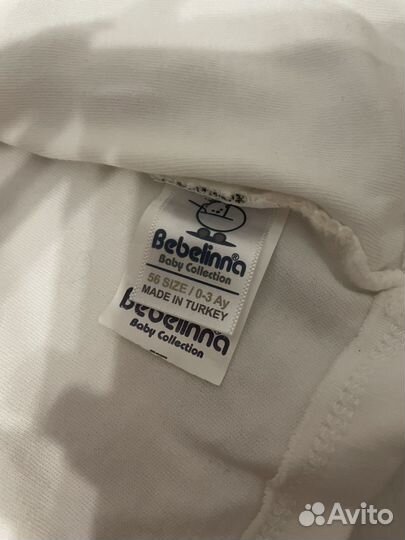 Bebelinna®
Baby Collection
56 SIZE / 0-3 Ay
MADE IN TURKEY
Bebelinna
Baby Collection
Avito